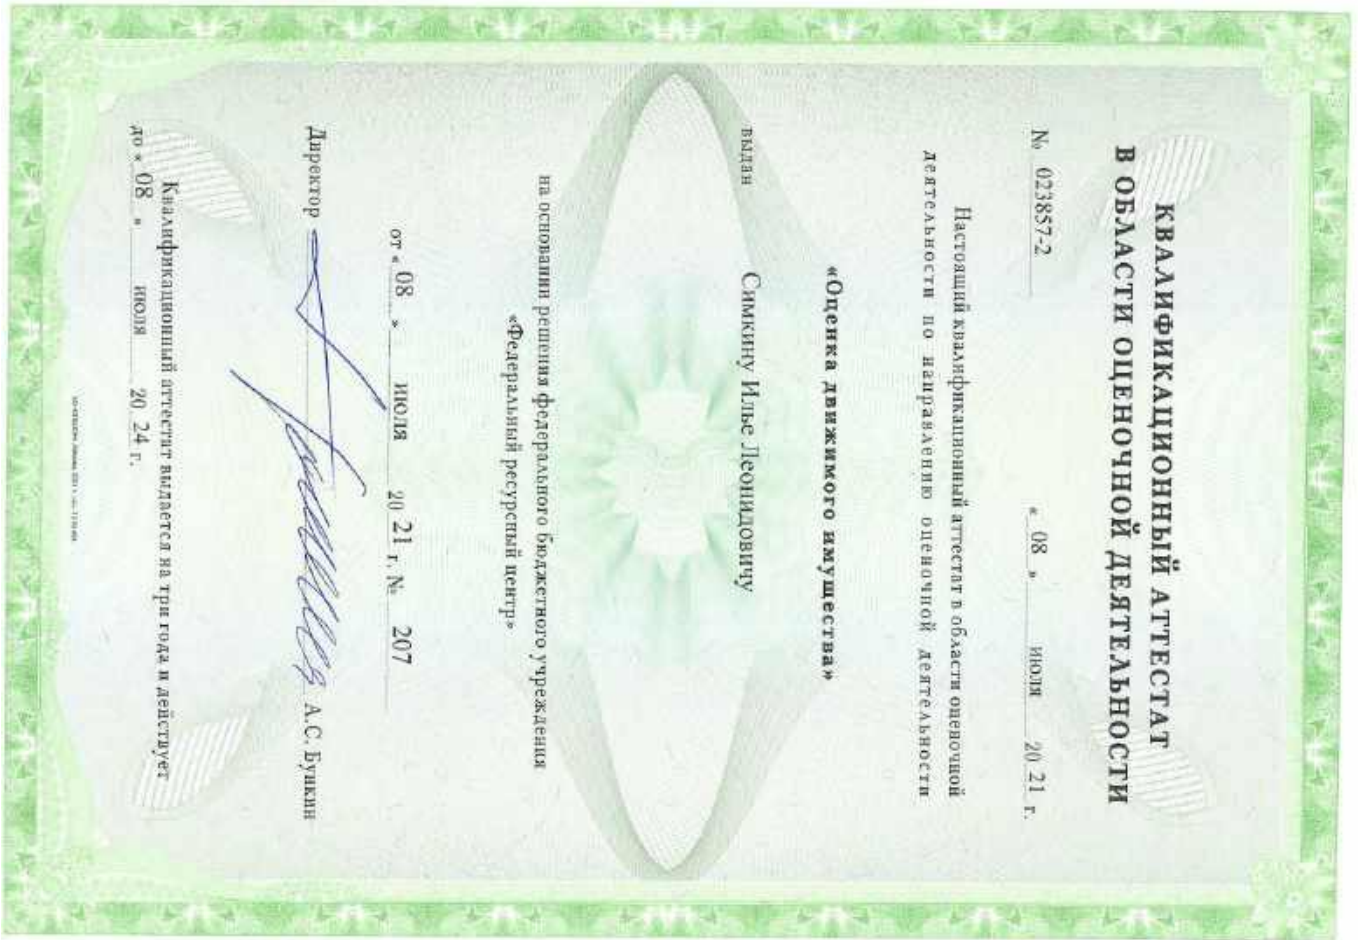 КВАЛИФИКАЦИОННЫЙ АТТЕСТАТ
В ОБЛАСТИ ОЦЕНОЧНОЙ ДЕЯТЕЛЬНОСТИ
№ 023857-2 « 08 » июля 20 21 г.
Настоящий квалификационный аттестат в области оценочной
деятельности по направлению оценочной деятельности
«Оценка движимого имущества»
выдан Симкину Илье Леонидовичу
на основании решения федерального бюджетного учреждения
«Федеральный ресурсный центр»
от « 08 » июля 20 21 г. № 207
Директор А.С. Бункин
Квалификационный аттестат выдается на три года и действует
до « 08 » июля 20 24 г.